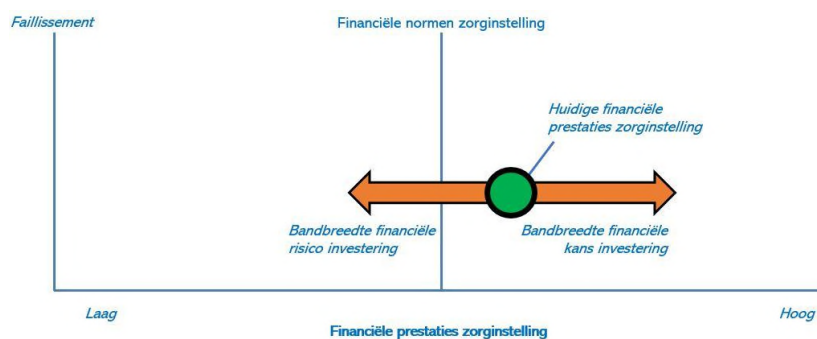 Faillissement
Financiële normen zorginstelling
Huidige financiële
prestaties zorginstelling
Bandbreedte financiële
risico investering
Bandbreedte financiële
kans investering
Laag
Hoog
Financiële prestaties zorginstelling